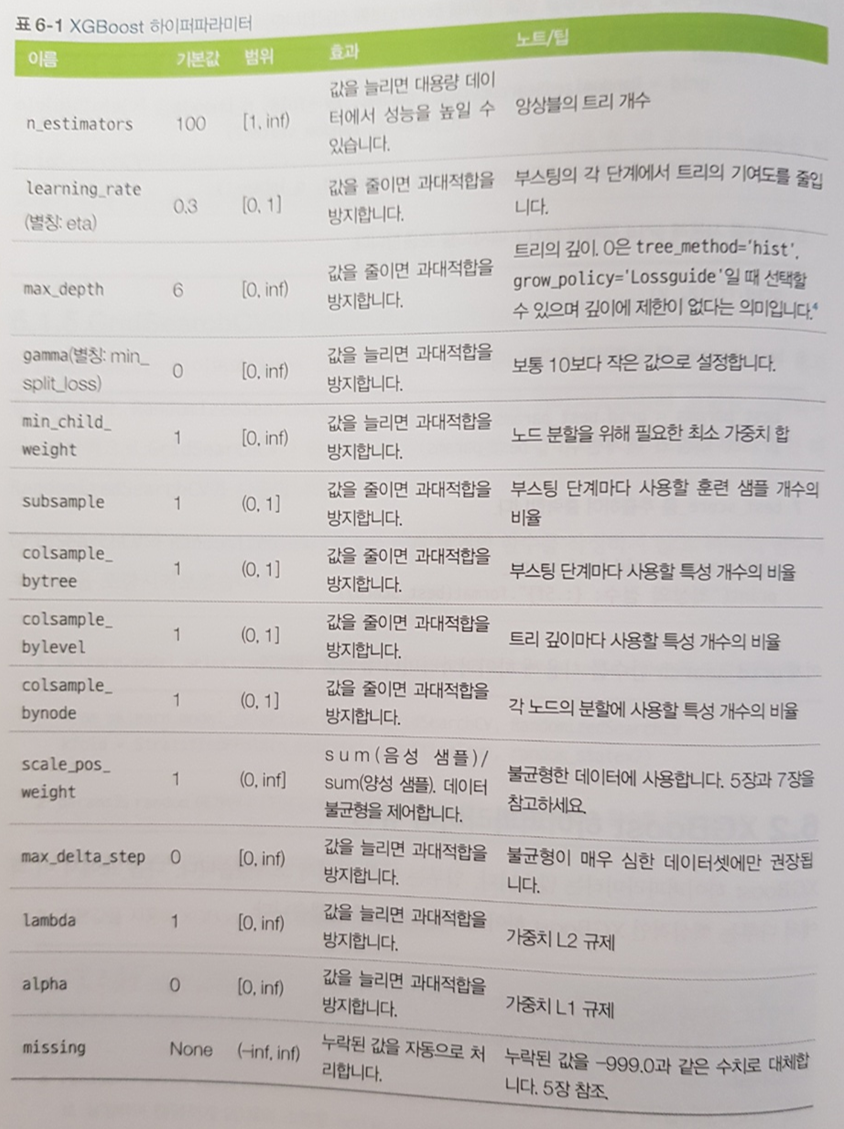 표 6-1 XGBoost 하이퍼파라미터
이름 기본값 범위 효과 노트/팁
n_estimators 100 [1, inf) 값을 늘리면 대용량 데이
터에서 성능을 높일 수
있습니다. 앙상블의 트리 개수
learning_rate
(별칭: eta) 0.3 [0, 1] 값을 줄이면 과대적합을
방지합니다. 부스팅의 각 단계에서 트리의 기여도를 줄입
니다.
max_depth 6 [0, inf) 값을 줄이면 과대적합을
방지합니다. 트리의 깊이. 0은 tree_method='hist',
grow_policy='Lossguide'일 때 선택할
수 있으며 깊이에 제한이 없다는 의미입니다.4
gamma(별칭: min_
split_loss) 0 [0, inf) 값을 늘리면 과대적합을
방지합니다. 보통 10보다 작은 값으로 설정합니다.
min_child_
weight 1 [0, inf) 값을 늘리면 과대적합을
방지합니다. 노드 분할을 위해 필요한 최소 가중치 합
subsample 1 (0, 1] 값을 줄이면 과대적합을
방지합니다. 부스팅 단계마다 사용할 훈련 샘플 개수의
비율
colsample_
bytree 1 (0, 1] 값을 줄이면 과대적합을
방지합니다. 부스팅 단계마다 사용할 특성 개수의 비율
colsample_
bylevel 1 (0, 1] 값을 줄이면 과대적합을
방지합니다. 트리 깊이마다 사용할 특성 개수의 비율
colsample_
bynode 1 (0, 1] 값을 줄이면 과대적합을
방지합니다. 각 노드의 분할에 사용할 특성 개수의 비율
scale_pos_
weight 1 (0, inf] sum(음성 샘플)/
sum(양성 샘플). 데이터
불균형을 제어합니다. 불균형한 데이터에 사용합니다. 5장과 7장을
참고하세요.
max_delta_step 0 [0, inf) 값을 늘리면 과대적합을
방지합니다. 불균형이 매우 심한 데이터셋에만 권장됩
니다.
lambda 1 [0, inf) 값을 늘리면 과대적합을
방지합니다. 가중치 L2 규제
alpha 0 [0, inf) 값을 늘리면 과대적합을
방지합니다. 가중치 L1 규제
missing None (-inf, inf) 누락된 값을 자동으로 처
리합니다. 누락된 값을 -999.0과 같은 수치로 대체합
니다. 5장 참조.